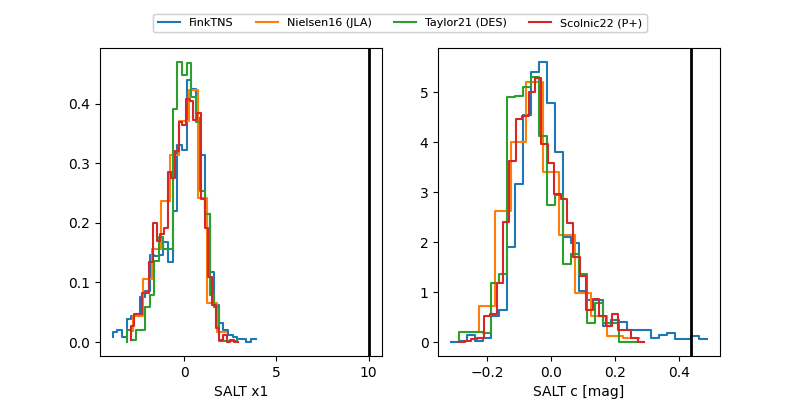 FinkTNS Nielsen16 (JLA) Taylor21 (DES) Scolnic22 (P+)
0.4
0.3
0.2
0.1
0.0
0 5 10
SALT x1
5
4
3
2
1
0
−0.2 0.0 0.2 0.4
SALT c [mag]